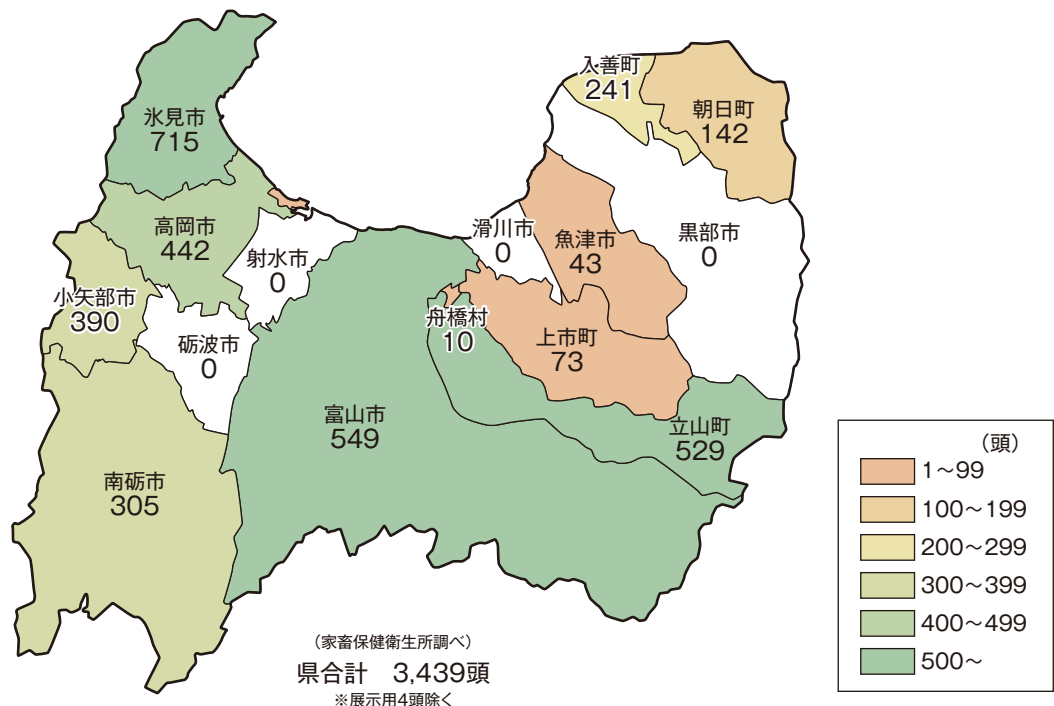 氷見市
715
高岡市
442
射水市
0
小矢部市
390
砺波市
0
南砺市
305
富山市
549
舟橋村
10
滑川市
0
魚津市
43
上市町
73
立山町
529
黒部市
0
入善町
241
朝日町
142
(頭)
1~99
100~199
200~299
300~399
400~499
500~
(家畜保健衛生所調べ)
県合計 3,439頭
※展示用4頭除く